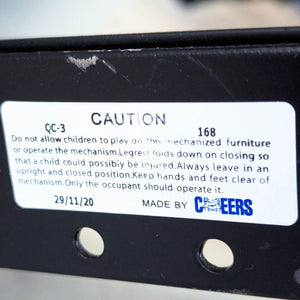 CAUTION
QC-3 168
Do not allow children to play on this mechanized furniture
or operate the mechanism.Legrest folds down on closing so
that a child could possibly be injured.Always leave in an
upright and closed position.Keep hands and feet clear of
mechanism.Only the occupant should operate it.
29/11/20 MADE BY CHEERS